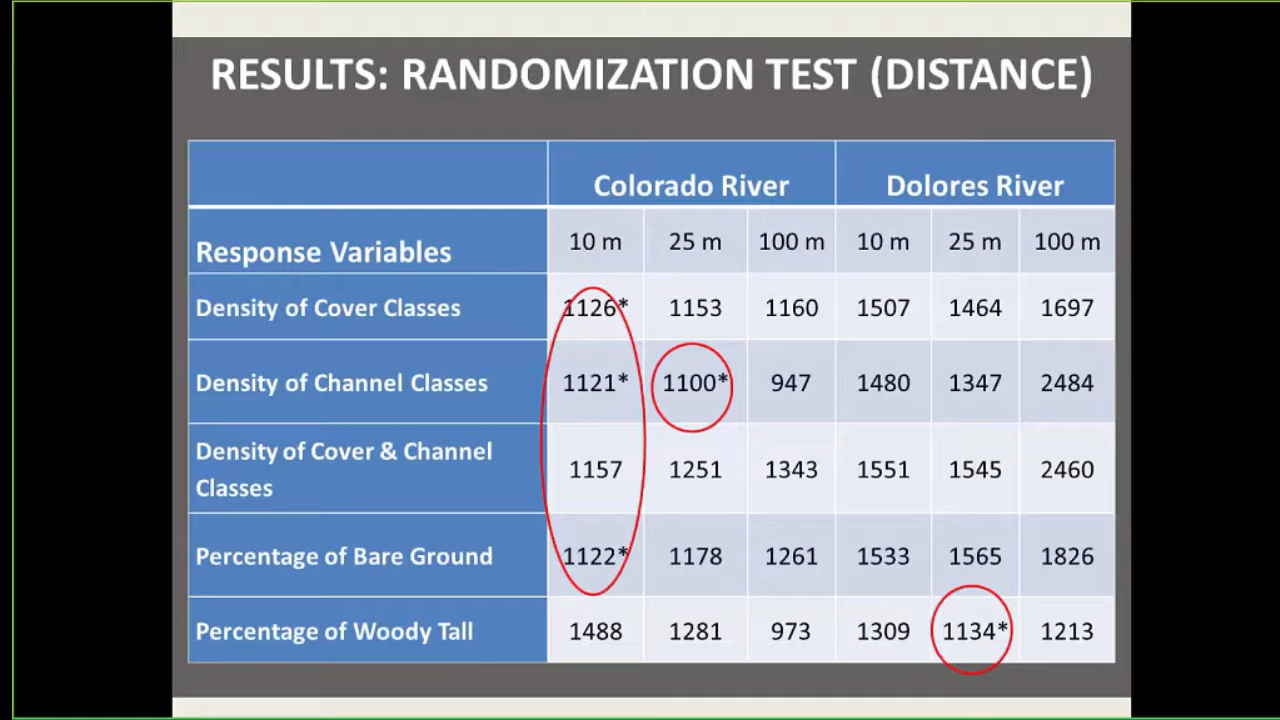 RESULTS: RANDOMIZATION TEST (DISTANCE)
Colorado River Dolores River
Response Variables 10 m 25 m 100 m 10 m 25 m 100 m
Density of Cover Classes 1126* 1153 1160 1507 1464 1697
Density of Channel Classes 1121* 1100* 947 1480 1347 2484
Density of Cover & Channel
Classes 1157 1251 1343 1551 1545 2460
Percentage of Bare Ground 1122* 1178 1261 1533 1565 1826
Percentage of Woody Tall 1488 1281 973 1309 1134* 1213